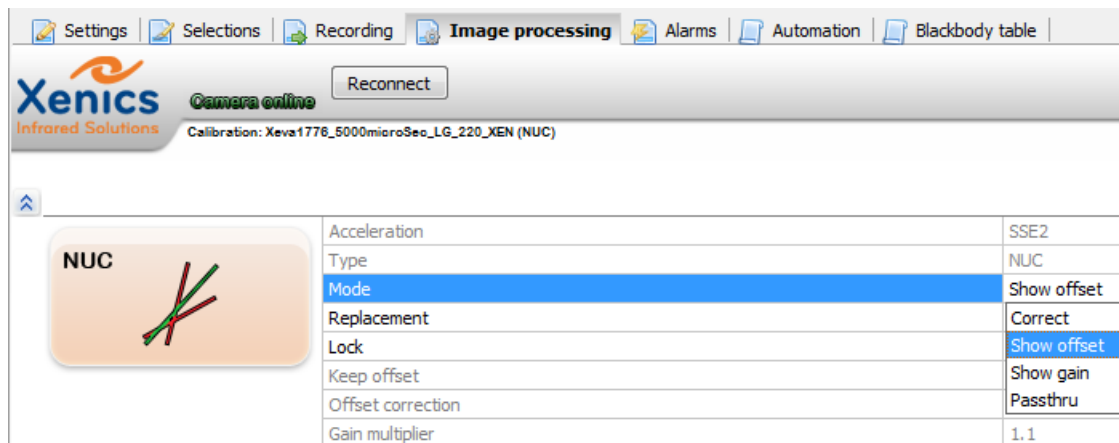 Settings Selections Recording Image processing Alarms Automation Blackbody table
Xenics
Infrared Solutions
Camera online
Reconnect
Calibration: Xeva1776_5000microSec_LG_220_XEN (NUC)
NUC
Acceleration SSE2
Type NUC
Mode Show offset
Replacement Correct
Lock Show offset
Keep offset Show gain
Offset correction Passthru
Gain multiplier 1.1